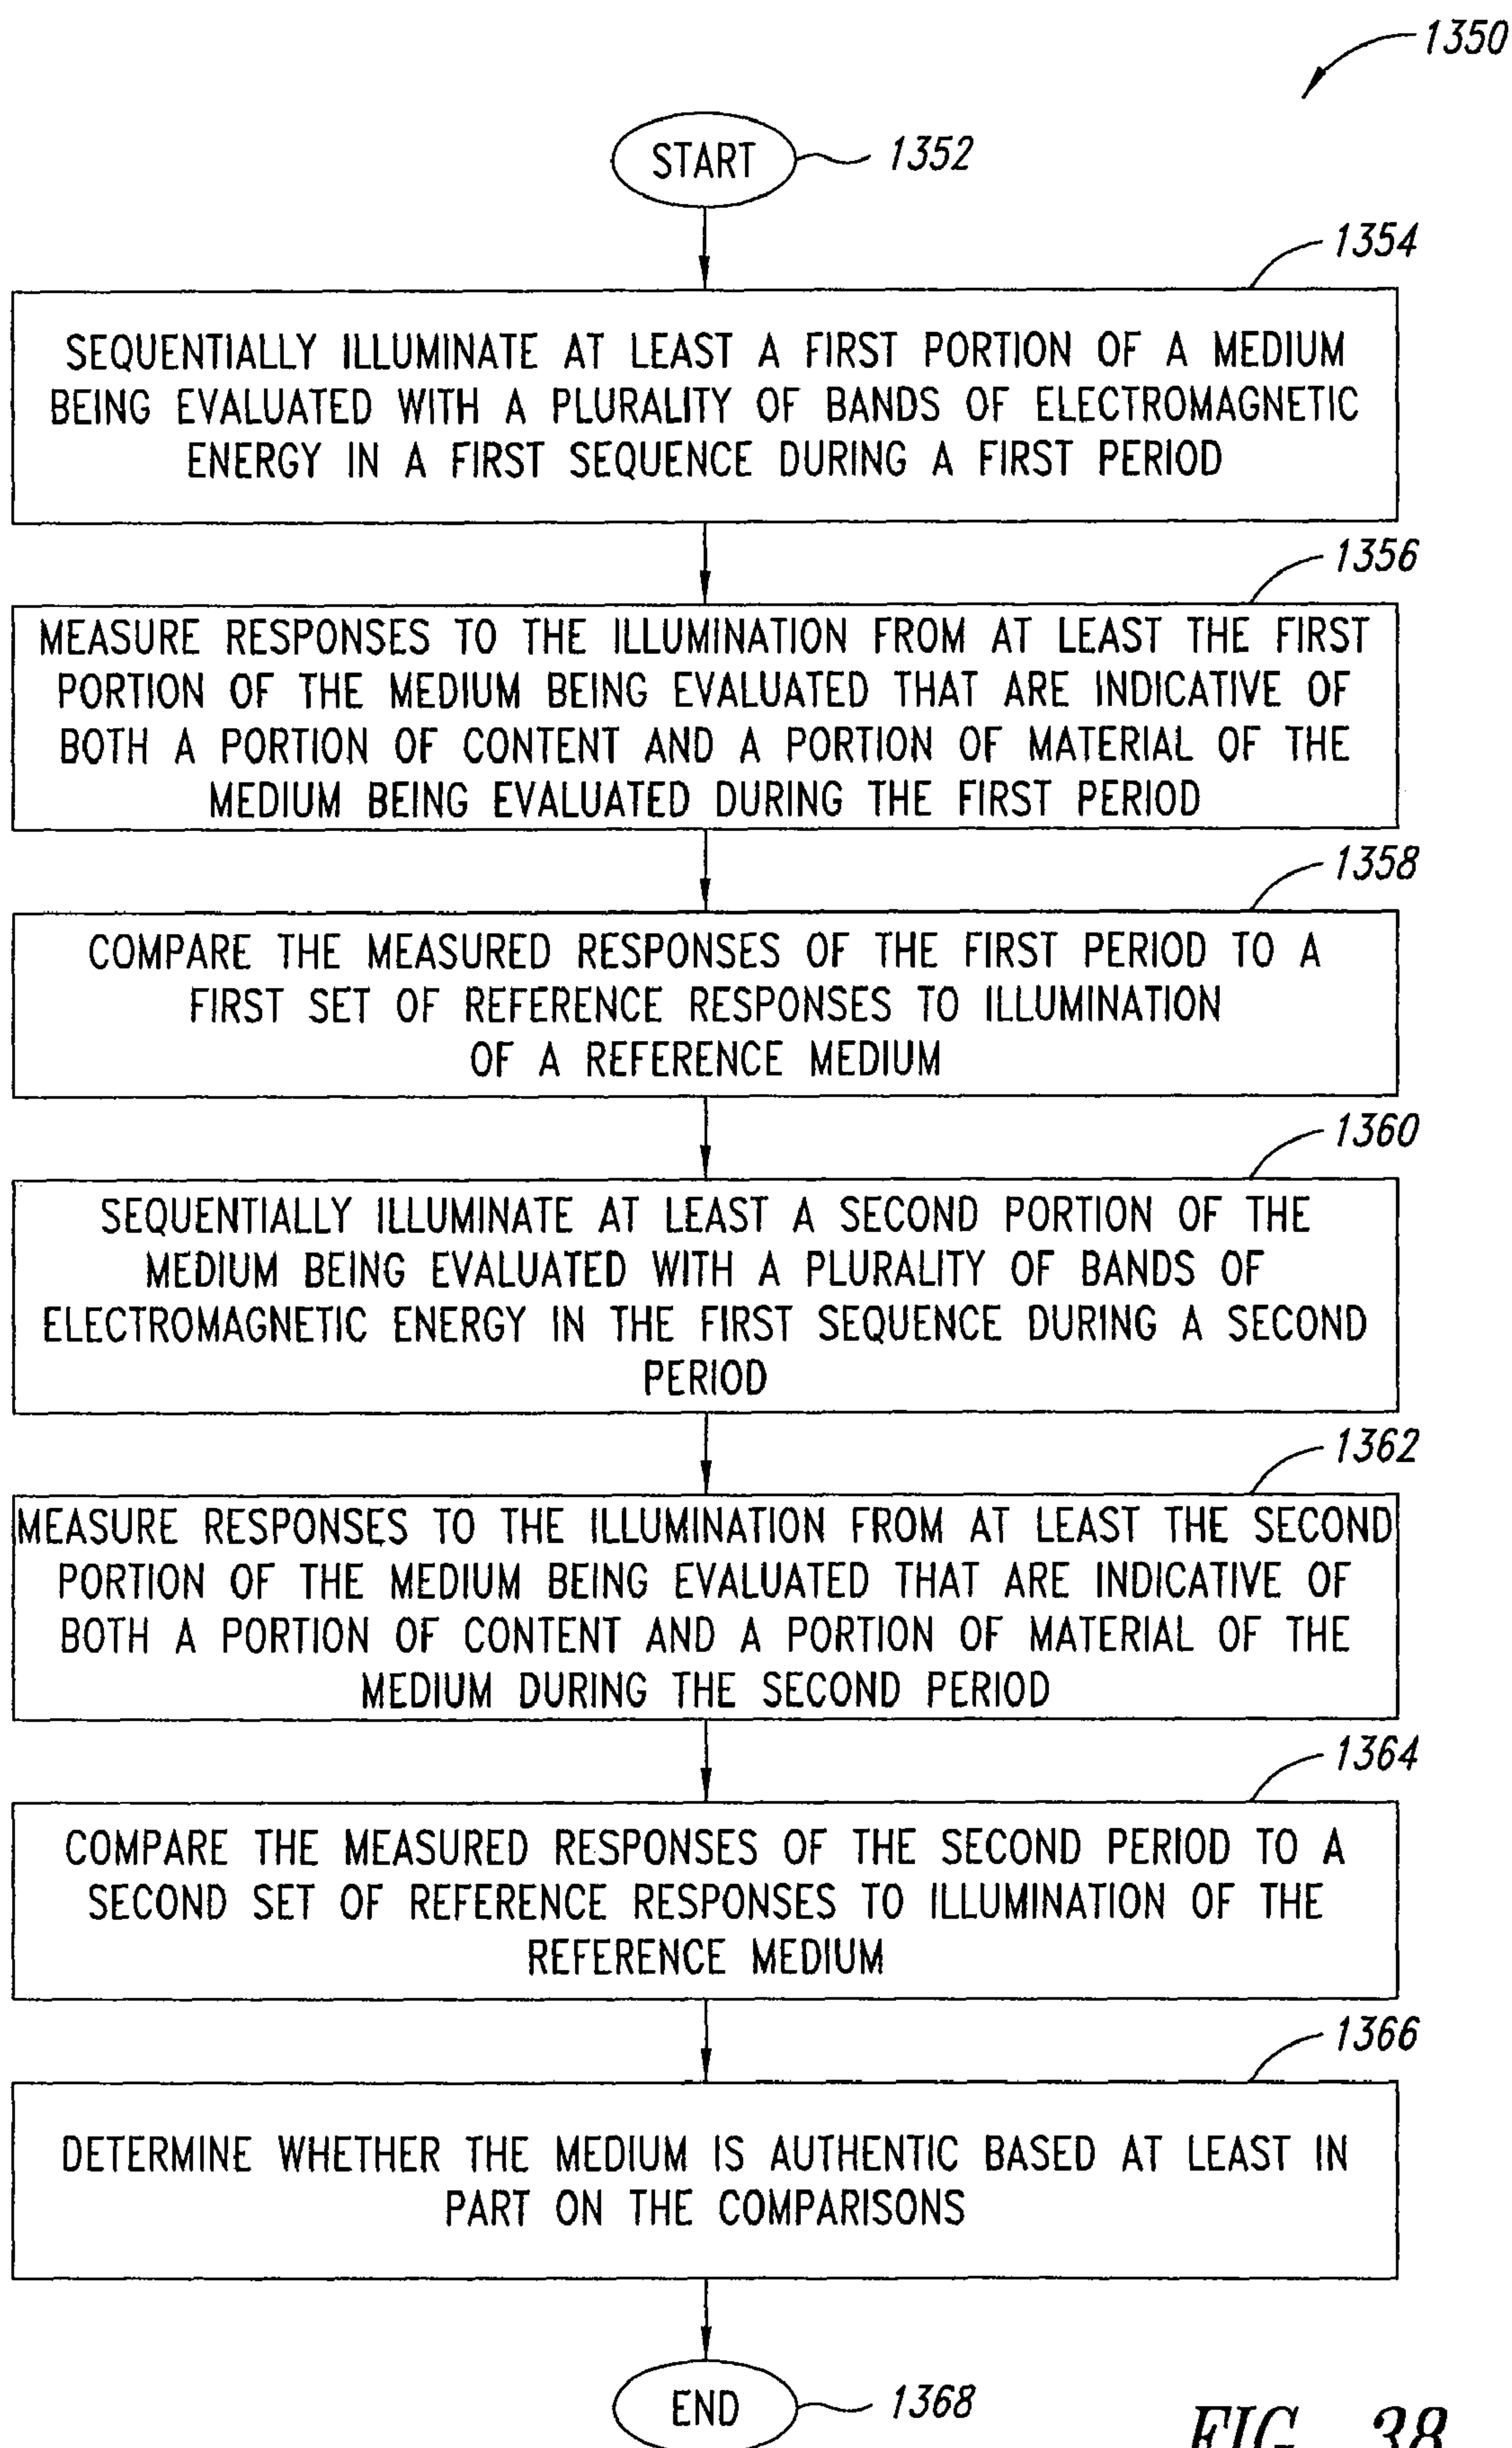 1350
START
1352
1354
SEQUENTIALLY ILLUMINATE AT LEAST A FIRST PORTION OF A MEDIUM
BEING EVALUATED WITH A PLURALITY OF BANDS OF ELECTROMAGNETIC
ENERGY IN A FIRST SEQUENCE DURING A FIRST PERIOD
1356
MEASURE RESPONSES TO THE ILLUMINATION FROM AT LEAST THE FIRST
PORTION OF THE MEDIUM BEING EVALUATED THAT ARE INDICATIVE OF
BOTH A PORTION OF CONTENT AND A PORTION OF MATERIAL OF THE
MEDIUM BEING EVALUATED DURING THE FIRST PERIOD
1358
COMPARE THE MEASURED RESPONSES OF THE FIRST PERIOD TO A
FIRST SET OF REFERENCE RESPONSES TO ILLUMINATION
OF A REFERENCE MEDIUM
1360
SEQUENTIALLY ILLUMINATE AT LEAST A SECOND PORTION OF THE
MEDIUM BEING EVALUATED WITH A PLURALITY OF BANDS OF
ELECTROMAGNETIC ENERGY IN THE FIRST SEQUENCE DURING A SECOND
PERIOD
1362
MEASURE RESPONSES TO THE ILLUMINATION FROM AT LEAST THE SECOND
PORTION OF THE MEDIUM BEING EVALUATED THAT ARE INDICATIVE OF
BOTH A PORTION OF CONTENT AND A PORTION OF MATERIAL OF THE
MEDIUM DURING THE SECOND PERIOD
1364
COMPARE THE MEASURED RESPONSES OF THE SECOND PERIOD TO A
SECOND SET OF REFERENCE RESPONSES TO ILLUMINATION OF THE
REFERENCE MEDIUM
1366
DETERMINE WHETHER THE MEDIUM IS AUTHENTIC BASED AT LEAST IN
PART ON THE COMPARISONS
END
1368
FIG. 38